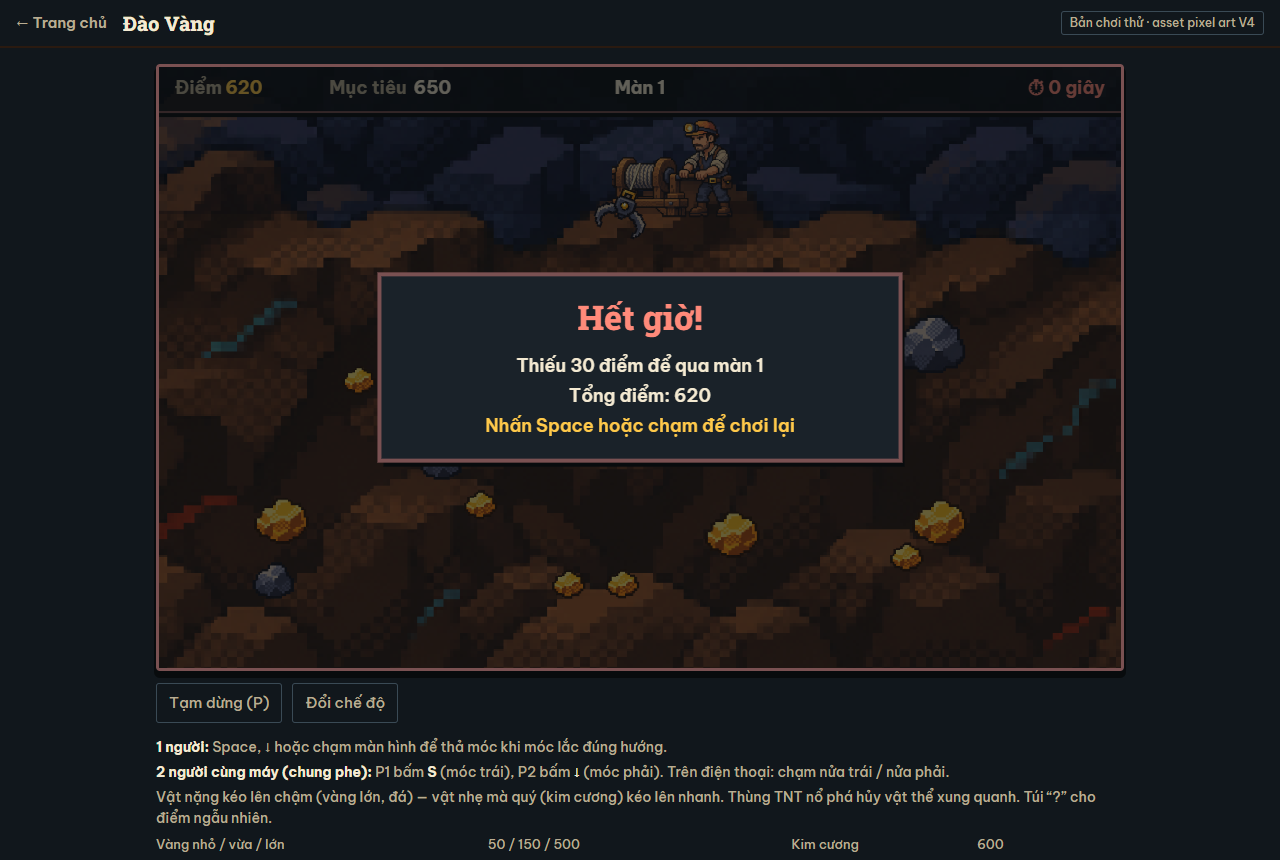 ← Trang chủ Đào Vàng Bản chơi thử · asset pixel art V4
Điểm 620 Mục tiêu 650 Màn 1 ⏱ 0 giây
Hết giờ!
Thiếu 30 điểm để qua màn 1
Tổng điểm: 620
Nhấn Space hoặc chạm để chơi lại
Tạm dừng (P) Đổi chế độ
1 người: Space, ↓ hoặc chạm màn hình để thả móc khi móc lắc đúng hướng.
2 người cùng máy (chung phe): P1 bấm S (móc trái), P2 bấm ↓ (móc phải). Trên điện thoại: chạm nửa trái / nửa phải.
Vật nặng kéo lên chậm (vàng lớn, đá) — vật nhẹ mà quý (kim cương) kéo lên nhanh. Thùng TNT nổ phá hủy vật thể xung quanh. Túi “?” cho
điểm ngẫu nhiên.
Vàng nhỏ / vừa / lớn 50 / 150 / 500 Kim cương 600